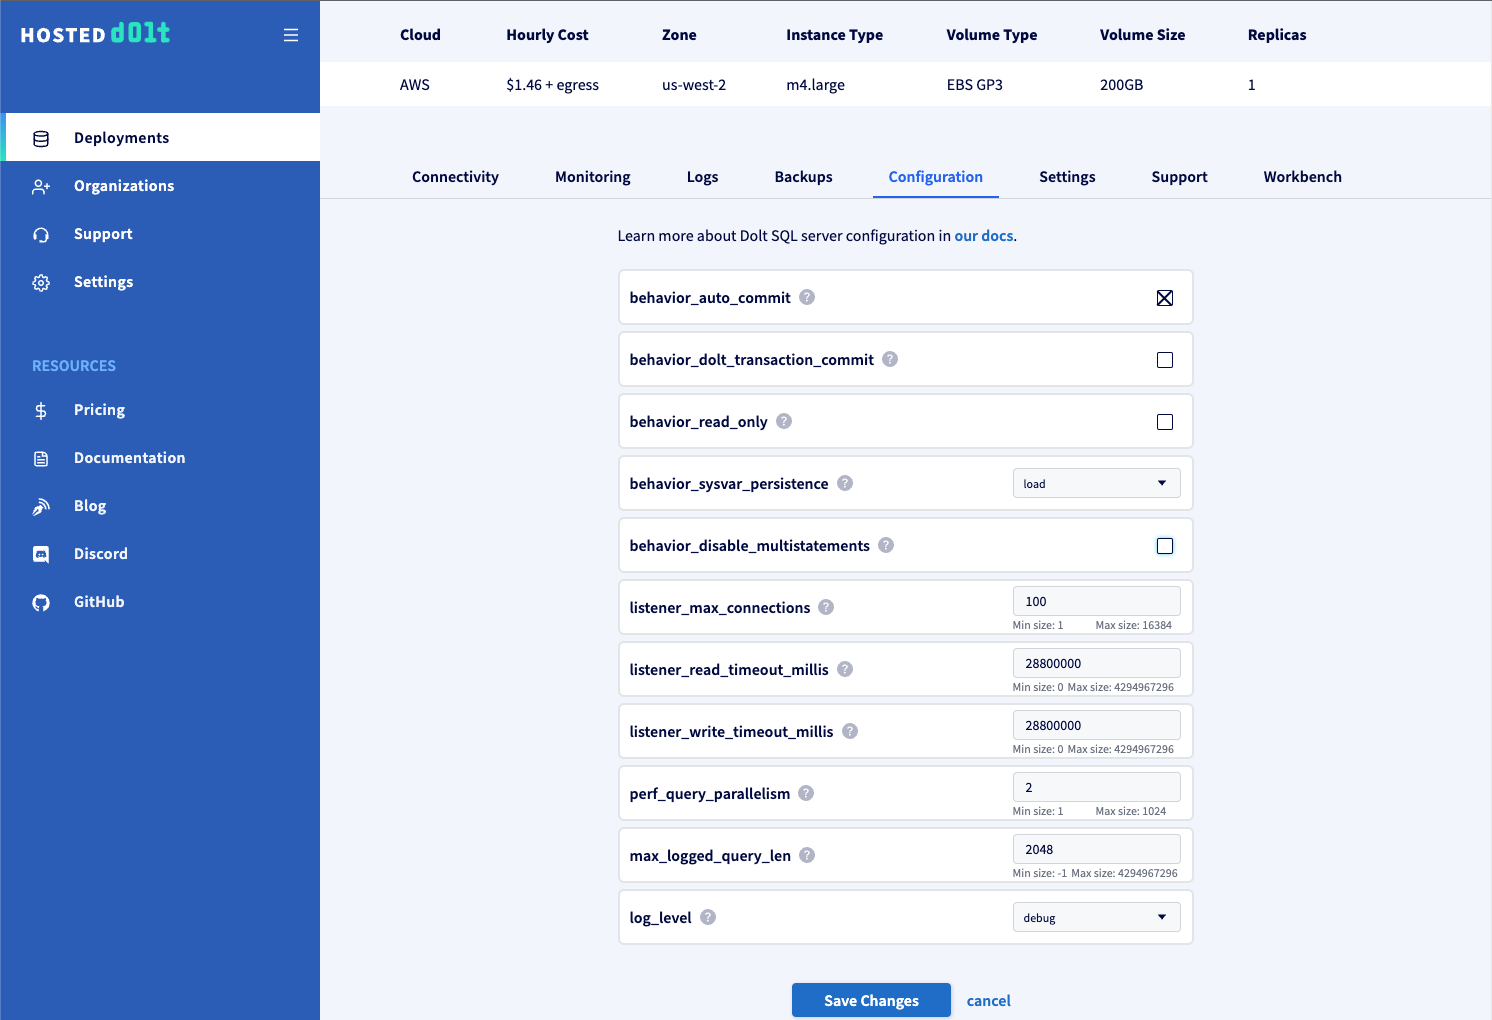 HOSTED dolt
Deployments
Organizations
Support
Settings
RESOURCES
Pricing
Documentation
Blog
Discord
GitHub
Cloud Hourly Cost Zone Instance Type Volume Type Volume Size Replicas
AWS $1.46 + egress us-west-2 m4.large EBS GP3 200GB 1
Connectivity Monitoring Logs Backups Configuration Settings Support Workbench
Learn more about Dolt SQL server configuration in our docs.
behavior_auto_commit ?
behavior_dolt_transaction_commit ?
behavior_read_only ?
behavior_sysvar_persistence ? load
behavior_disable_multistatements ?
listener_max_connections ? 100
Min size: 1 Max size: 16384
listener_read_timeout_millis ? 28800000
Min size: 0 Max size: 4294967296
listener_write_timeout_millis ? 28800000
Min size: 0 Max size: 4294967296
perf_query_parallelism ? 2
Min size: 1 Max size: 1024
max_logged_query_len ? 2048
Min size: -1 Max size: 4294967296
log_level ? debug
Save Changes cancel